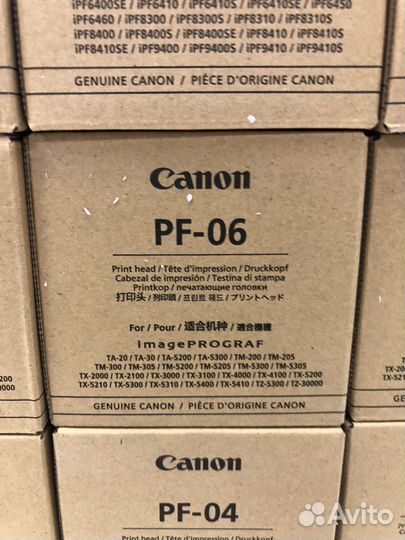 iPF6400SE / iPF6410 / iPF6410S / iPF6410SE / iPF6450
iPF6460 / iPF8300 / iPF8300S / iPF8310 / iPF8310S
iPF8400 / iPF8400S / iPF8400SE / iPF8410 / iPF8410S
iPF8410SE / iPF9400 / iPF9400S / iPF9410 / iPF9410S
GENUINE CANON / PIÈCE D'ORIGINE CANON
Canon
PF-06
Print head / Tête d'impression / Druckkopf
Cabezal de impresión / Testina di stampa
Printkop / печатающие головки
打印头 / 列印頭 / 프린트 헤드 / プリントヘッド
For / Pour / 适合机种 / 適合機種
imagePROGRAF
TA-20 / TA-30 / TA-5200 / TA-5300 / TM-200 / TM-205
TM-300 / TM-305 / TM-5200 / TM-5205 / TM-5300 / TM-5305
TX-2000 / TX-2100 / TX-3000 / TX-3100 / TX-4000 / TX-4100 / TX-5200
TX-5210 / TX-5300 / TX-5310 / TX-5400 / TX-5410 / TZ-5300 / TZ-30000
GENUINE CANON / PIÈCE D'ORIGINE CANON
Canon
PF-04
Print head / Tête d'impression / Druckkopf
Avito